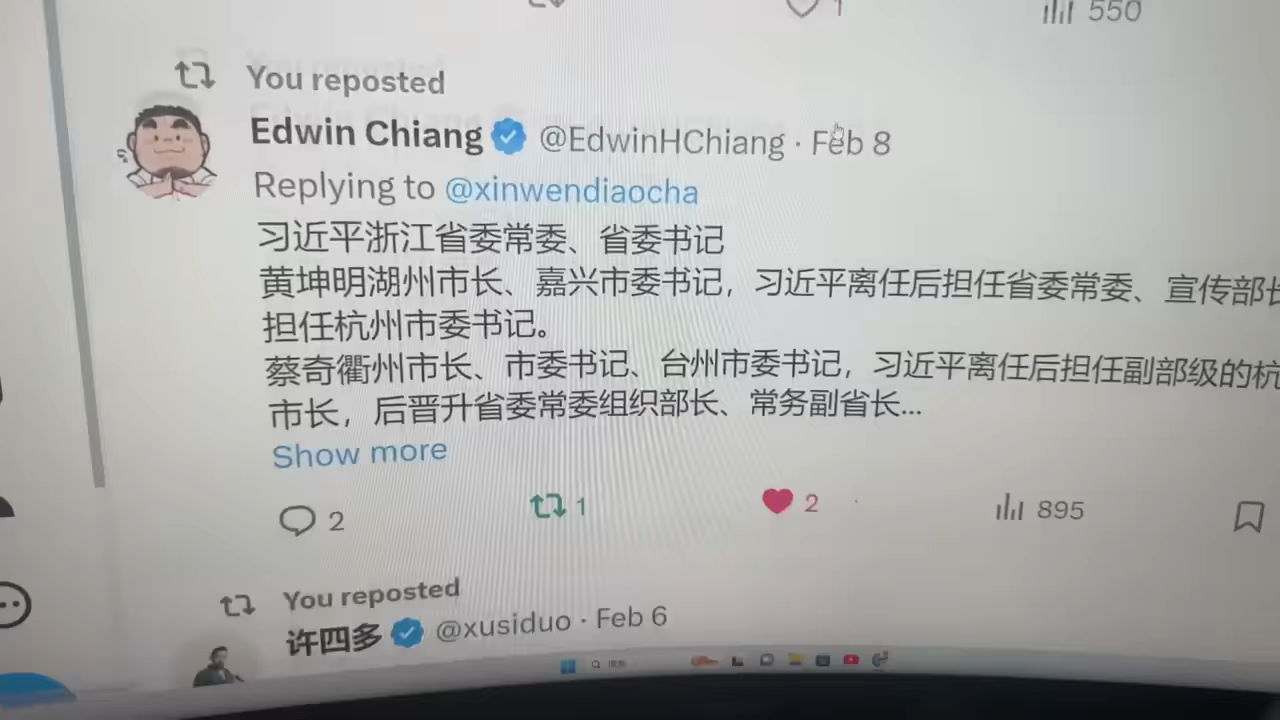 1
550
You reposted
Edwin Chiang @EdwinHChiang · Feb 8
Replying to @xinwendiaocha
习近平浙江省委常委、省委书记
黄坤明湖州市长、嘉兴市委书记，习近平离任后担任省委常委、宣传部长
担任杭州市委书记。
蔡奇衢州市长、市委书记、台州市委书记，习近平离任后担任副部级的杭
市长，后晋升省委常委组织部长、常务副省长...
Show more
2 1 2 895
You reposted
许四多 @xusiduo · Feb 6